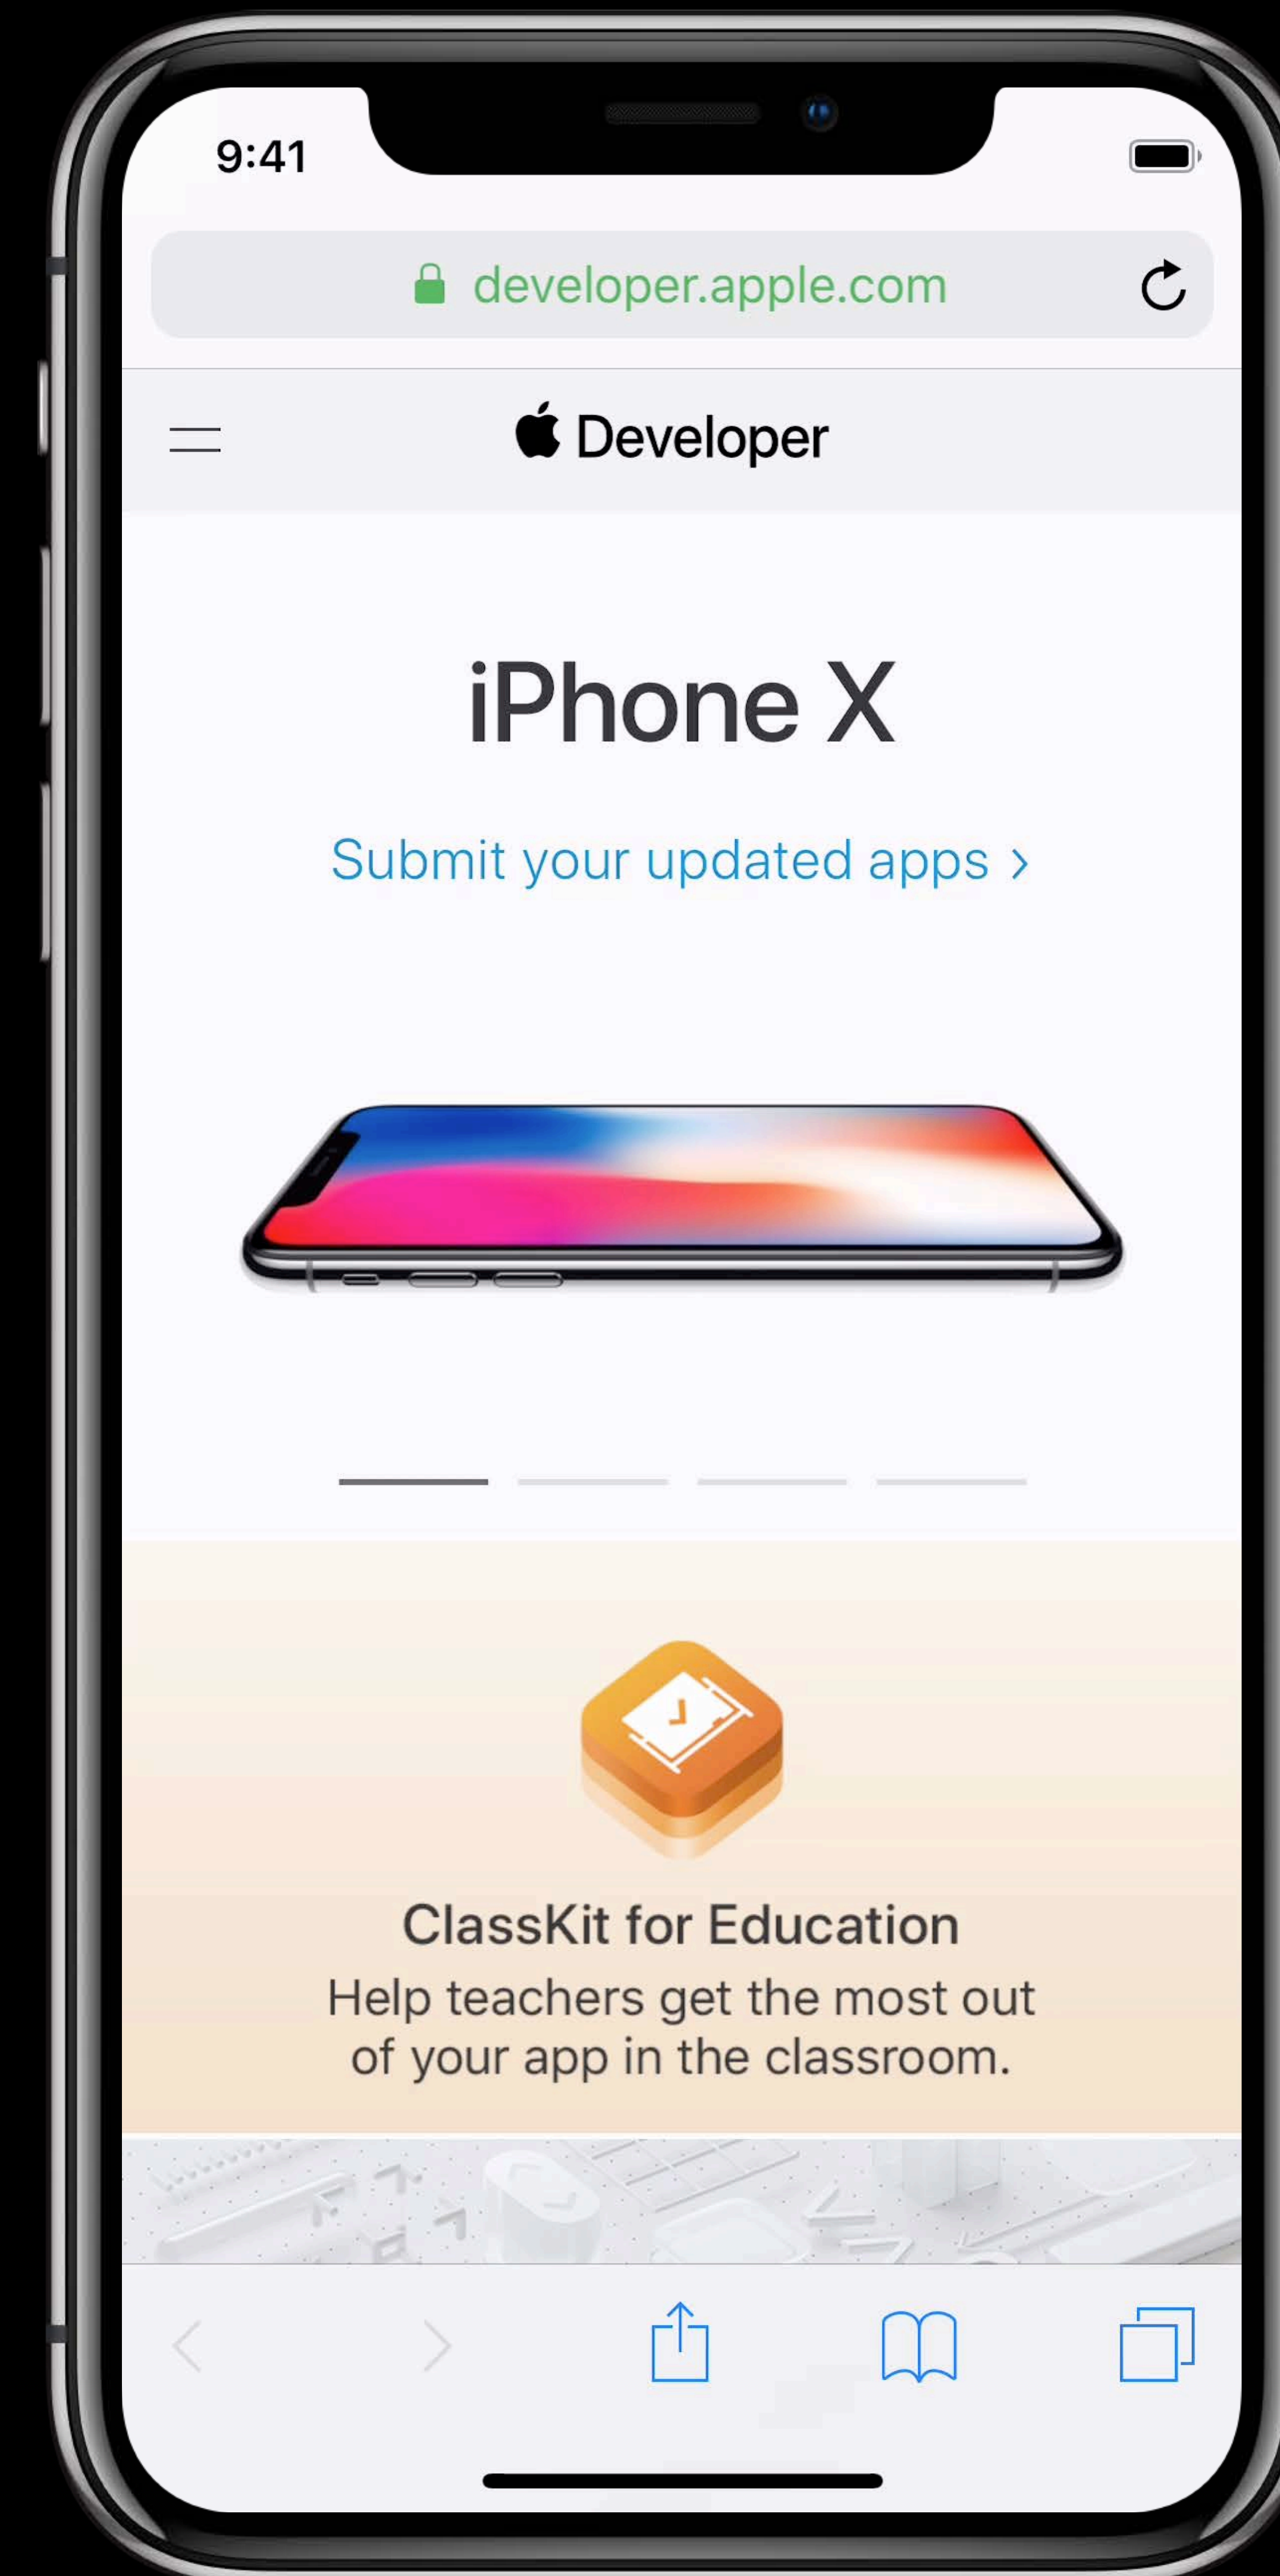 9:41
developer.apple.com
Developer
iPhone X
Submit your updated apps >
ClassKit for Education
Help teachers get the most out
of your app in the classroom.